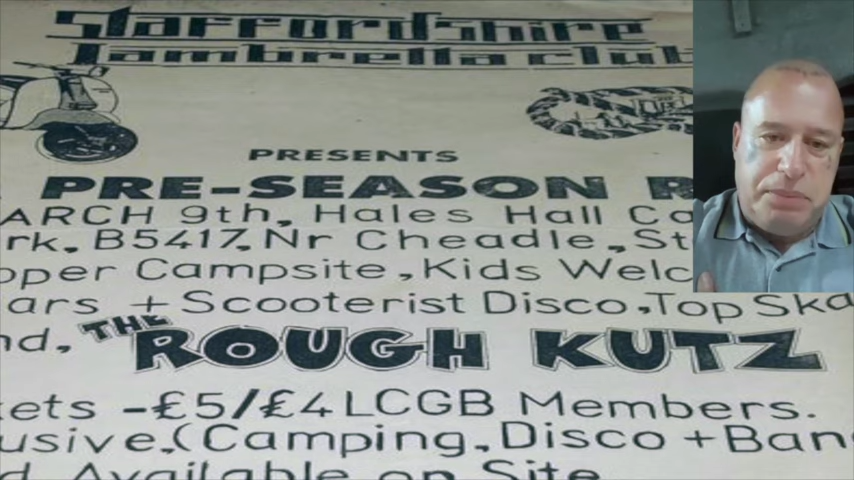 Staffordshire
Lambrella club
PRESENTS
PRE-SEASON R
ARCH 9th, Hales Hall Ca
rk, B5417, Nr Cheadle, St
pper Campsite, Kids Welc
ars + Scooterist Disco, Top Ska
nd, THE ROUGH KUTZ
kets -£5/£4 LCGB Members.
usive, (Camping, Disco + Ban
d Available on Site